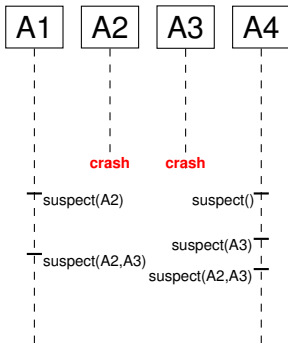 A1 A2 A3 A4
crash crash
suspect(A2) suspect()
suspect(A3)
suspect(A2,A3)
suspect(A2,A3)